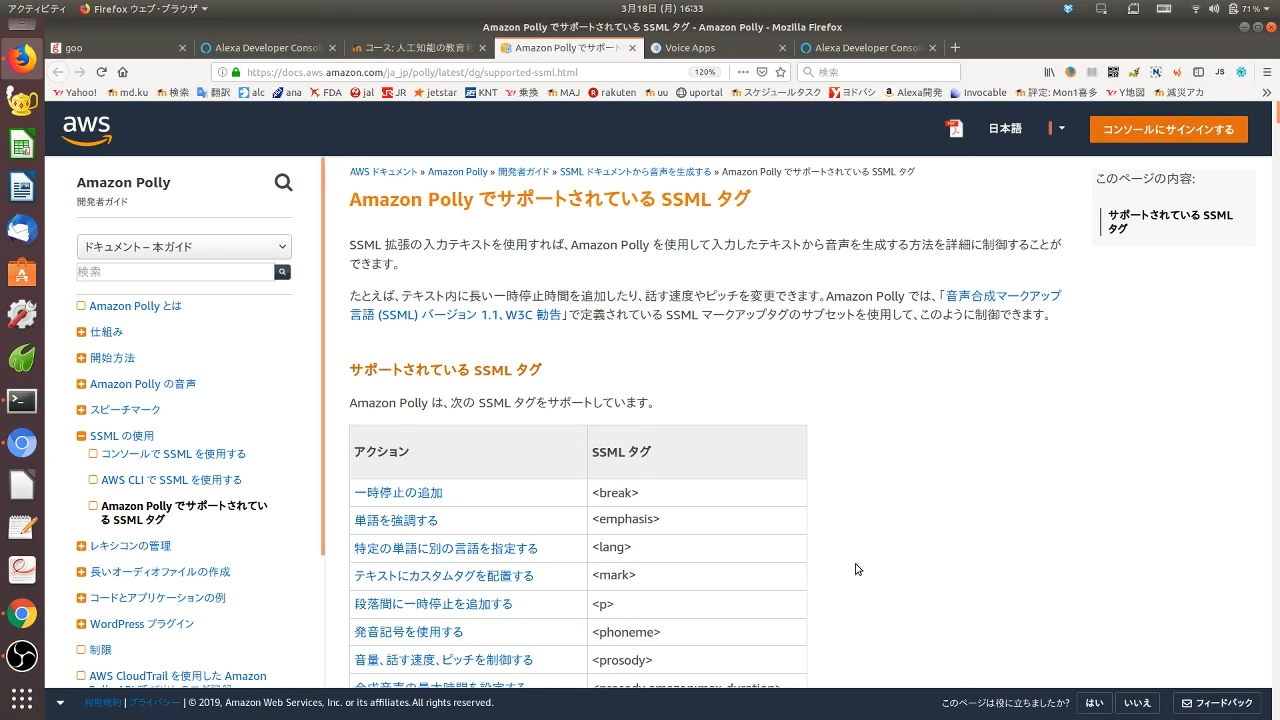 アクティビティ
Firefox ウェブ・ブラウザ
3月18日 (月) 16:33
71%
Amazon Polly でサポートされている SSML タグ - Amazon Polly - Mozilla Firefox
goo
Alexa Developer Consol
コース: 人工知能の教育利
Amazon Polly でサポート
Voice Apps
Alexa Developer Conso
https://docs.aws.amazon.com/ja_jp/polly/latest/dg/supported-ssml.html
120%
検索
Yahoo!
md.ku
検索
翻訳
alc
ana
FDA
jal
JR
jetstar
KNT
乗換
MAJ
rakuten
uu
uportal
スケジュールタスク
ヨドバシ
Alexa開発
Invocable
評定: Mon1喜多
Y地図
減災アカ
aws
日本語
コンソールにサインインする
Amazon Polly
開発者ガイド
ドキュメント – 本ガイド
検索
Amazon Polly とは
仕組み
開始方法
Amazon Polly の音声
スピーチマーク
SSML の使用
コンソールで SSML を使用する
AWS CLI で SSML を使用する
Amazon Polly でサポートされてい
る SSML タグ
レキシコンの管理
長いオーディオファイルの作成
コードとアプリケーションの例
WordPress プラグイン
制限
AWS CloudTrail を使用した Amazon
AWS ドキュメント » Amazon Polly » 開発者ガイド » SSML ドキュメントから音声を生成する » Amazon Polly でサポートされている SSML タグ
Amazon Polly でサポートされている SSML タグ
SSML 拡張の入力テキストを使用すれば、Amazon Polly を使用して入力したテキストから音声を生成する方法を詳細に制御することが
できます。
たとえば、テキスト内に長い一時停止時間を追加したり、話す速度やピッチを変更できます。Amazon Polly では、「音声合成マークアップ
言語 (SSML) バージョン 1.1、W3C 勧告」で定義されている SSML マークアップタグのサブセットを使用して、このように制御できます。
サポートされている SSML タグ
Amazon Polly は、次の SSML タグをサポートしています。
アクション SSML タグ
一時停止の追加 <break>
単語を強調する <emphasis>
特定の単語に別の言語を指定する <lang>
テキストにカスタムタグを配置する <mark>
段落間に一時停止を追加する <p>
発音記号を使用する <phoneme>
音量、話す速度、ピッチを制御する <prosody>
合成音声の最大時間を設定する <prosody amazon:max-duration>
このページの内容:
サポートされている SSML
タグ
利用規約 | プライバシー | © 2019, Amazon Web Services, Inc. or its affiliates.All rights reserved.
このページは役に立ちましたか?
はい
いいえ
フィードバック